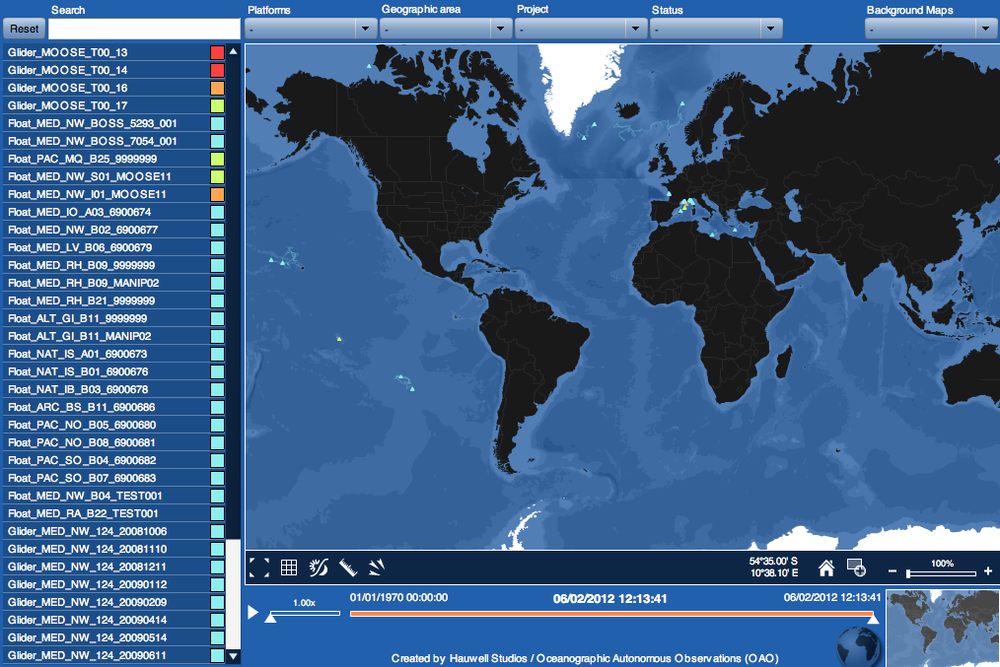 Search
Platforms
Geographic area
Project
Status
Background Maps
Reset
-
-
-
-
-
Glider_MOOSE_T00_13
Glider_MOOSE_T00_14
Glider_MOOSE_T00_16
Glider_MOOSE_T00_17
Float_MED_NW_BOSS_5293_001
Float_MED_NW_BOSS_7054_001
Float_PAC_MQ_B25_9999999
Float_MED_NW_S01_MOOSE11
Float_MED_NW_I01_MOOSE11
Float_MED_IO_A03_6900674
Float_MED_NW_B02_6900677
Float_MED_LV_B06_6900679
Float_MED_RH_B09_9999999
Float_MED_RH_B09_MANIP02
Float_MED_RH_B21_9999999
Float_ALT_GI_B11_9999999
Float_ALT_GI_B11_MANIP02
Float_NAT_IS_A01_6900673
Float_NAT_IS_B01_6900676
Float_NAT_IB_B03_6900678
Float_ARC_BS_B11_6900686
Float_PAC_NO_B05_6900680
Float_PAC_NO_B08_6900681
Float_PAC_SO_B04_6900682
Float_PAC_SO_B07_6900683
Float_MED_NW_B04_TEST001
Float_MED_RA_B22_TEST001
Glider_MED_NW_124_20081006
Glider_MED_NW_124_20081110
Glider_MED_NW_124_20081211
Glider_MED_NW_124_20090112
Glider_MED_NW_124_20090209
Glider_MED_NW_124_20090414
Glider_MED_NW_124_20090514
Glider_MED_NW_124_20090611
54°35.00' S
10°38.10' E
100%
1.00x
01/01/1970 00:00:00
06/02/2012 12:13:41
06/02/2012 12:13:41
Created by Hauwell Studios / Oceanographic Autonomous Observations (OAO)